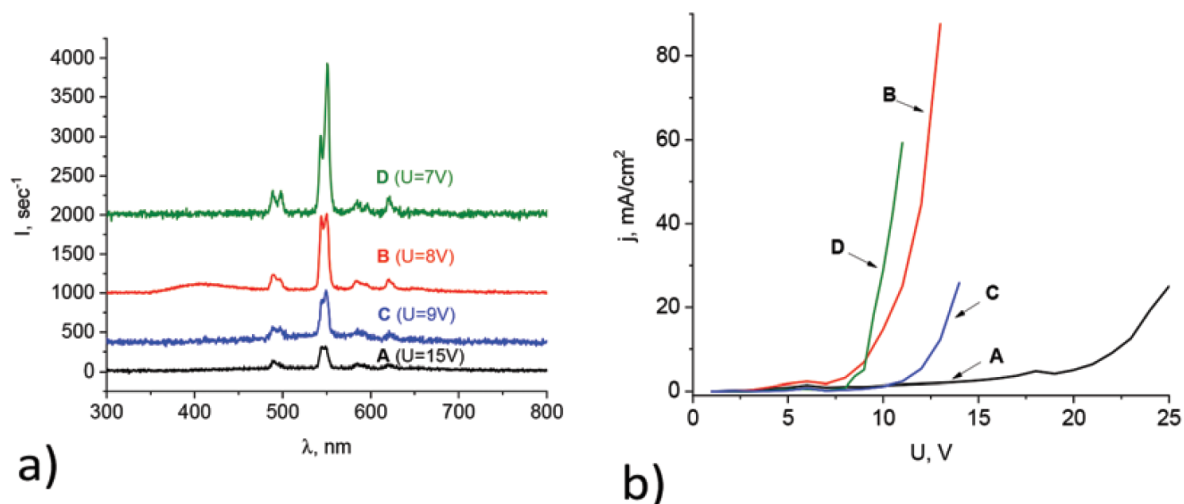 4000
3500
3000
2500
2000
1500
1000
500
0
I, sec⁻¹
D (U=7V)
B (U=8V)
C (U=9V)
A (U=15V)
300 400 500 600 700 800
λ, nm
a)
80
60
40
20
0
j, mA/cm²
B
D
C
A
0 5 10 15 20 25
U, V
b)